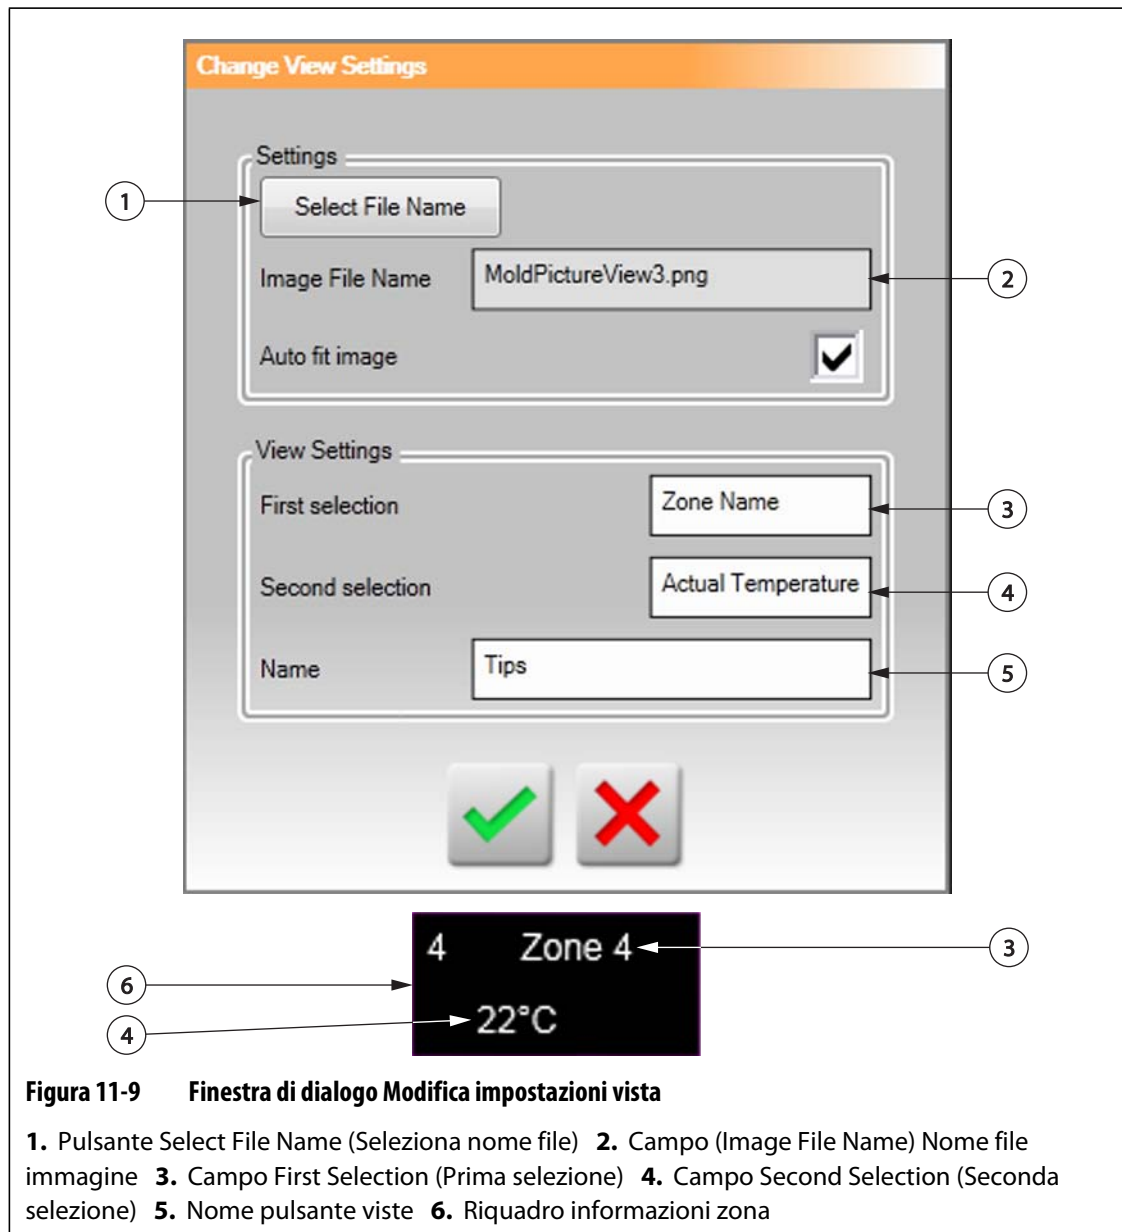 Change View Settings
Settings
1
Select File Name
Image File Name MoldPictureView3.png
2
Auto fit image
View Settings
First selection Zone Name
3
Second selection Actual Temperature
4
Name Tips
5
4 Zone 4
3
6
22°C
4
Figura 11-9 Finestra di dialogo Modifica impostazioni vista
1. Pulsante Select File Name (Seleziona nome file) 2. Campo (Image File Name) Nome file
immagine 3. Campo First Selection (Prima selezione) 4. Campo Second Selection (Seconda
selezione) 5. Nome pulsante viste 6. Riquadro informazioni zona